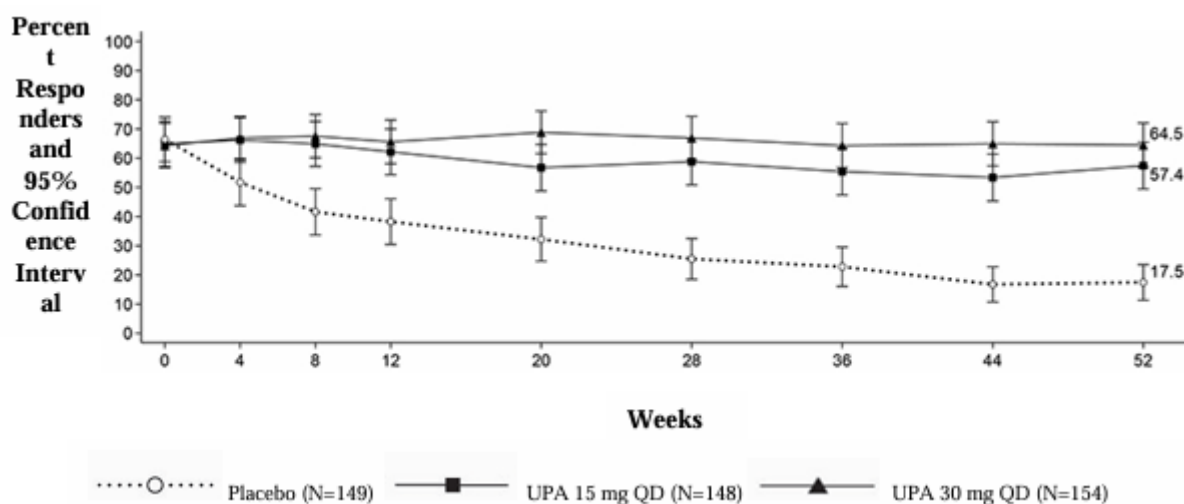 Percen
t
Respo
nders
and
95%
Confid
ence
Interv
al
100
90
80
70
60
50
40
30
20
10
0
64.5
57.4
17.5
0 4 8 12 20 28 36 44 52
Weeks
Placebo (N=149) UPA 15 mg QD (N=148) UPA 30 mg QD (N=154)